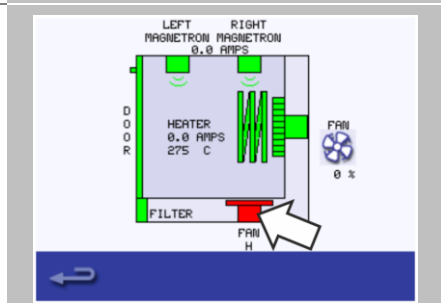 LEFT RIGHT
MAGNETRON MAGNETRON
0.0 AMPS
DOOR
HEATER
0.0 AMPS
275 C
FAN
0 %
FILTER
FAN
H